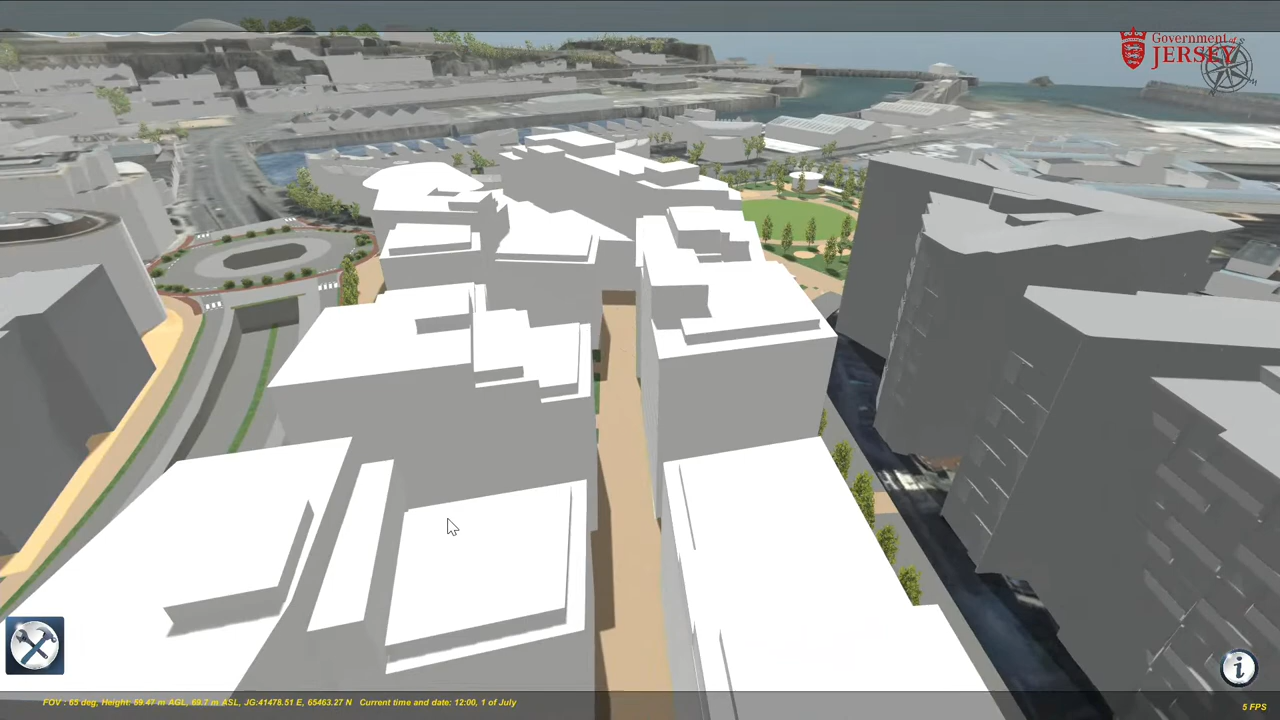 Government of
JERSEY
FOV : 65 deg, Height: 59.47 m AGL, 69.7 m ASL, JG:41478.51 E, 65463.27 N   Current time and date: 12:00, 1 of July
5 FPS